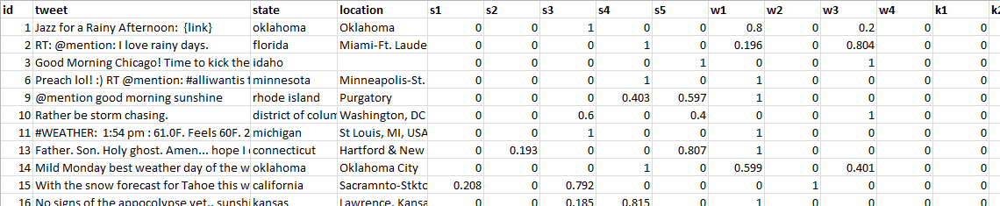 id tweet state location s1 s2 s3 s4 s5 w1 w2 w3 w4 k1 k2
1 Jazz for a Rainy Afternoon: {link} oklahoma Oklahoma 0 0 1 0 0 0.8 0 0.2 0 0
2 RT: @mention: I love rainy days. florida Miami-Ft. Laude 0 0 0 1 0 0.196 0 0.804 0 0
3 Good Morning Chicago! Time to kick the idaho 0 0 0 0 1 0 0 1 0 0
6 Preach lol! :) RT @mention: #alliwantis f minnesota Minneapolis-St. 0 0 0 1 0 1 0 0 0 0
9 @mention good morning sunshine rhode island Purgatory 0 0 0 0.403 0.597 1 0 0 0 0
10 Rather be storm chasing. district of colum Washington, DC 0 0 0.6 0 0.4 0 0 1 0 0
11 #WEATHER: 1:54 pm : 61.0F. Feels 60F. 2 michigan St Louis, MI, USA 0 0 1 0 0 1 0 0 0 0
13 Father. Son. Holy ghost. Amen... hope I connecticut Hartford & New 0 0.193 0 0 0.807 1 0 0 0 0
14 Mild Monday best weather day of the w oklahoma Oklahoma City 0 0 0 1 0 0.599 0 0.401 0 0
15 With the snow forecast for Tahoe this w california Sacramnto-Stkto 0.208 0 0.792 0 0 0 1 0 0 0
16 No signs of the appocolypse yet.. sunshi kansas Lawrence, Kansa 0 0 0.185 0.815 0 1 0 0 0 0